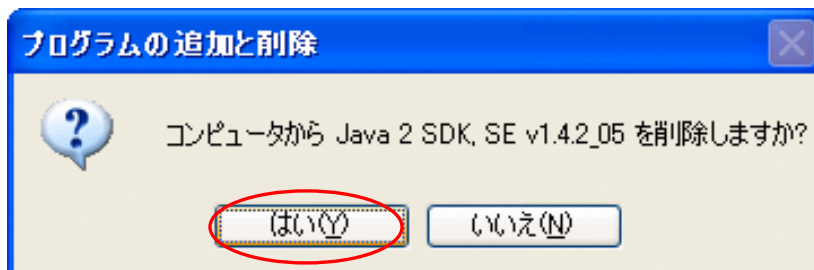 プログラムの追加と削除
コンピュータから Java 2 SDK, SE v1.4.2_05 を削除しますか?
はい(Y) いいえ(N)